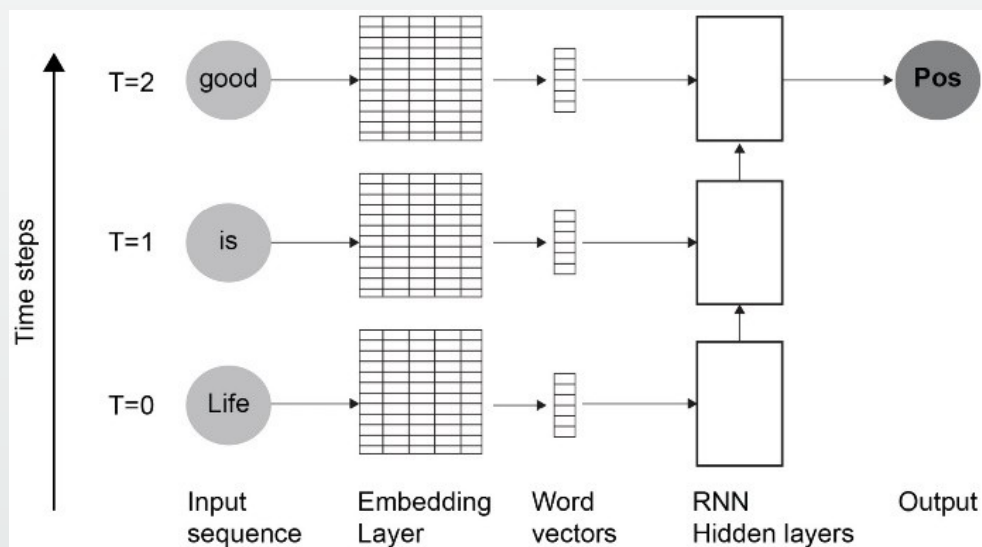 Time steps
T=2
good
Pos
T=1
is
T=0
Life
Input
sequence
Embedding
Layer
Word
vectors
RNN
Hidden layers
Output